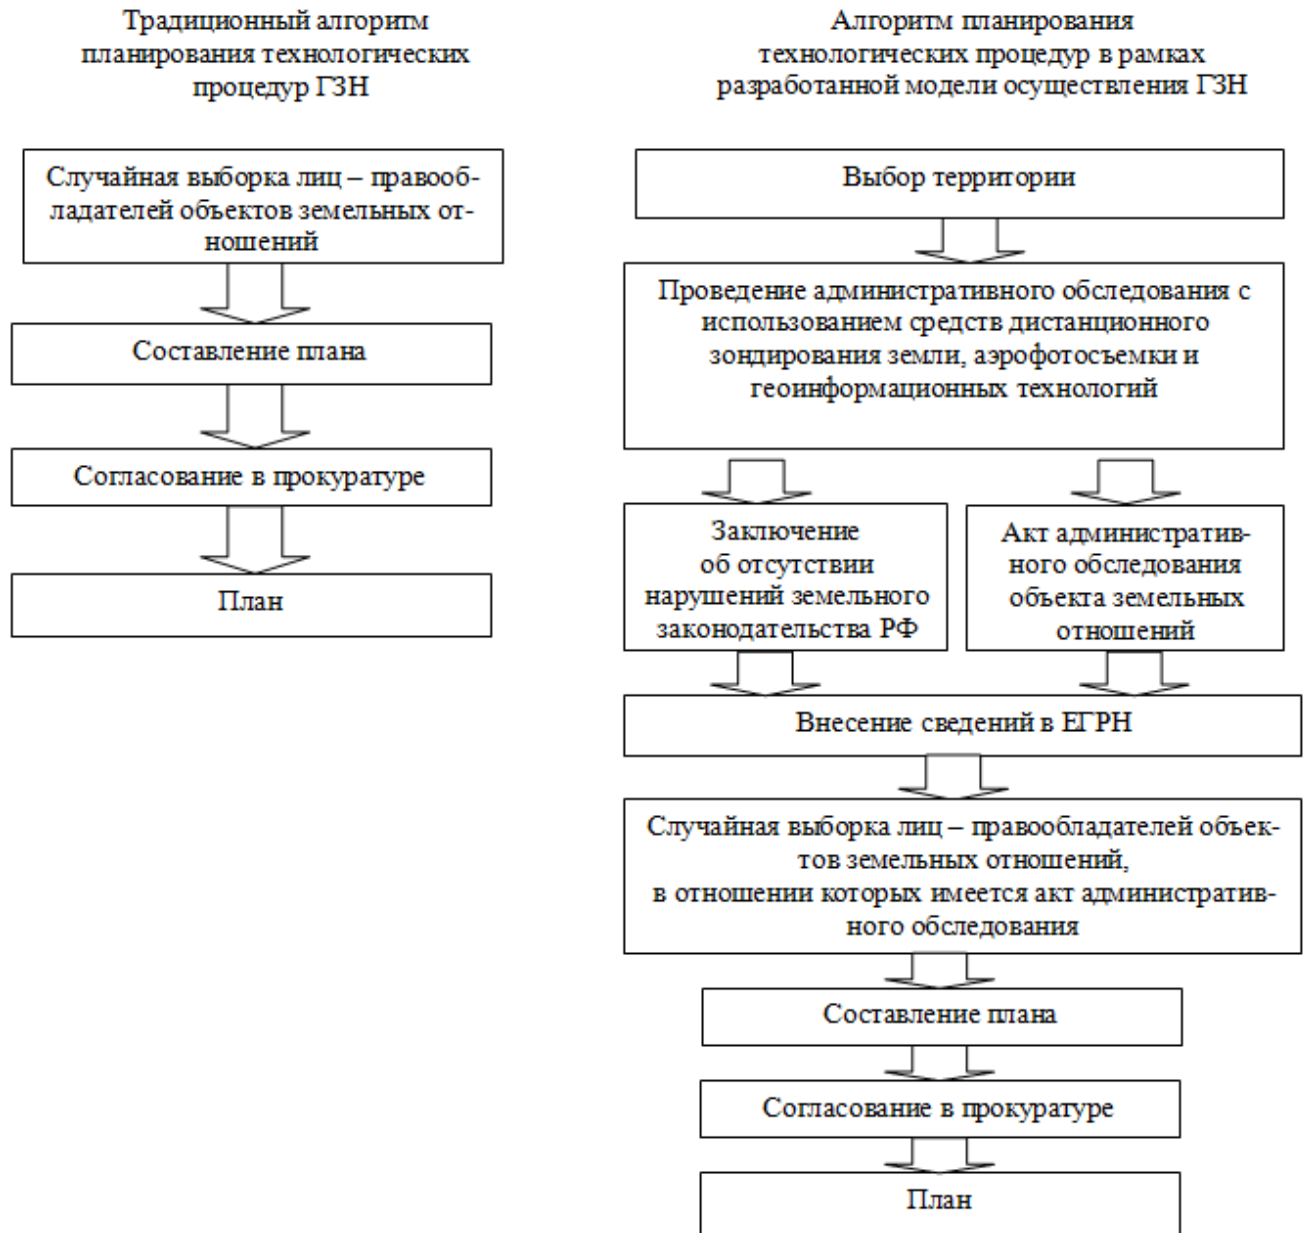 Традиционный алгоритм
планирования технологических
процедур ГЗН
Случайная выборка лиц – правооб-
ладателей объектов земельных от-
ношений
Составление плана
Согласование в прокуратуре
План
Алгоритм планирования
технологических процедур в рамках
разработанной модели осуществления ГЗН
Выбор территории
Проведение административного обследования с
использованием средств дистанционного
зондирования земли, аэрофотосъемки и
геоинформационных технологий
Заключение
об отсутствии
нарушений земельного
законодательства РФ
Акт административ-
ного обследования
объекта земельных
отношений
Внесение сведений в ЕГРН
Случайная выборка лиц – правообладателей объек-
тов земельных отношений,
в отношении которых имеется акт административ-
ного обследования
Составление плана
Согласование в прокуратуре
План